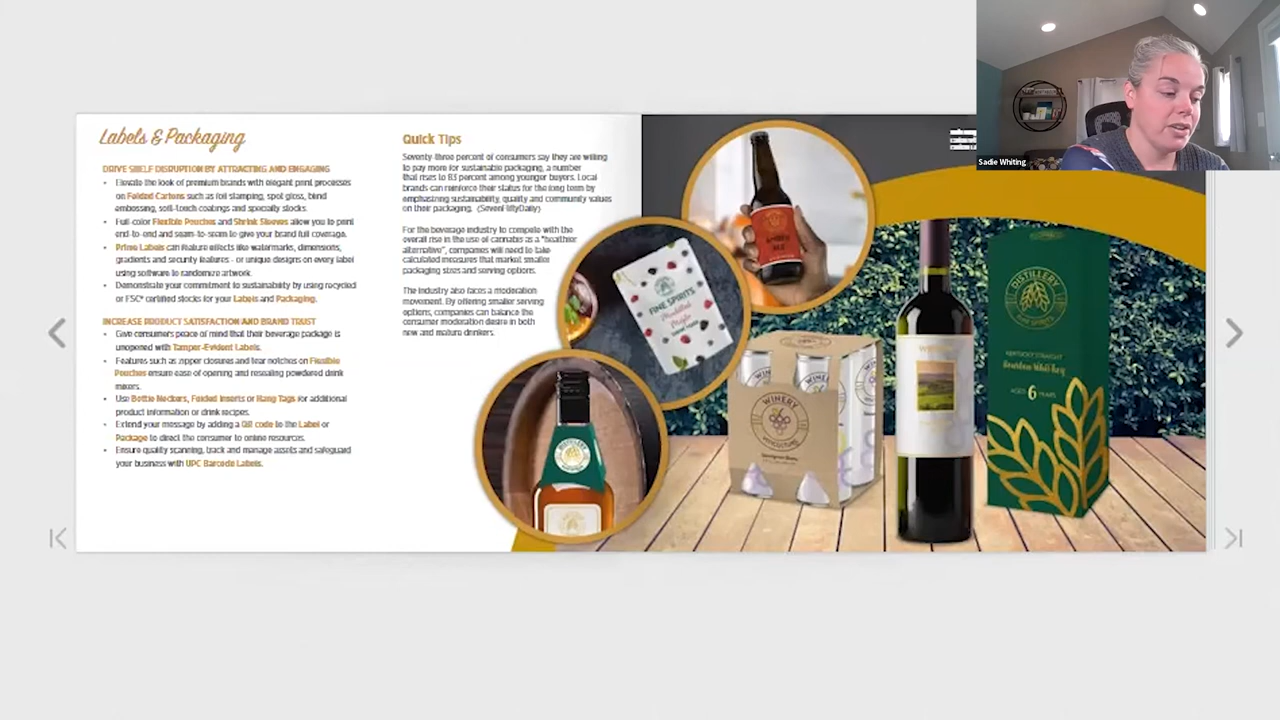 Labels & Packaging
DRIVE SHELF DISRUPTION BY ATTRACTING AND ENGAGING
• Elevate the look of premium brands with elegant print processes
on Folded Cartons such as foil stamping, spot gloss, blind
embossing, soft-touch coatings and specialty stocks.
• Full-color Flexible Pouches and Shrink Sleeves allow you to print
end-to-end and seam-to-seam to give your brand full coverage.
• Prime Labels can feature effects like watermarks, dimensions,
gradients and security features - or unique designs on every label
using software to randomize artwork.
• Demonstrate your commitment to sustainability by using recycled
or FSC® certified stocks for your Labels and Packaging.
INCREASE PRODUCT SATISFACTION AND BRAND TRUST
• Give consumers peace of mind that their beverage package is
unopened with Tamper-Evident Labels.
• Features such as zipper closures and tear notches on Flexible
Pouches ensure ease of opening and resealing powdered drink
mixers.
• Use Bottle Neckers, Folded Inserts or Hang Tags for additional
product information or drink recipes.
• Extend your message by adding a QR code to the Label or
Package to direct the consumer to online resources.
• Ensure quality scanning, track and manage assets and safeguard
your business with UPC Barcode Labels.
Quick Tips
Seventy-three percent of consumers say they are willing
to pay more for sustainable packaging, a number
that rises to 83 percent among younger buyers. Local
brands can reinforce their status for the long term by
emphasizing sustainability, quality and community values
on their packaging. (SevenFiftyDaily)
For the beverage industry to compete with the
overall rise in the use of cannabis as a "healthier
alternative", companies will need to take
calculated measures that market smaller
packaging sizes and serving options.
The industry also faces a moderation
movement. By offering smaller serving
options, companies can balance the
consumer moderation desire in both
new and mature drinkers.
AMBER
ALE
FINE SPIRITS
DISTILLERY
WINERY
VITICULTURE
Sauvignon Blanc
WINERY
DISTILLERY
FINE SPIRITS
KENTUCKY STRAIGHT
Bourbon Whiskey
AGED 6 YEARS
Sadie Whiting